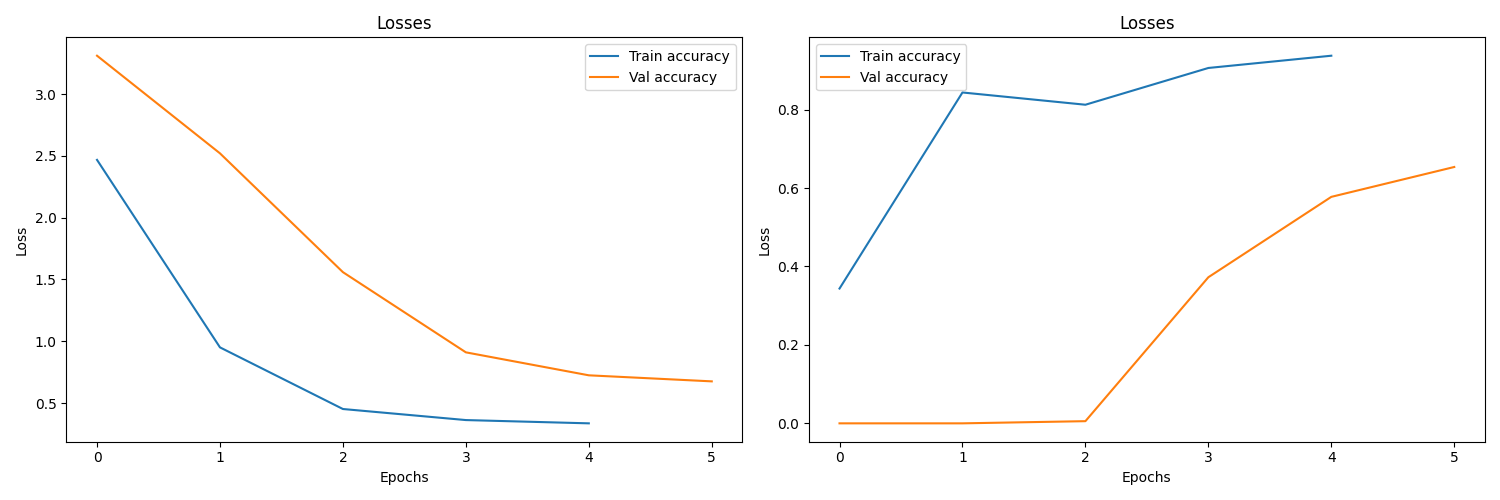 Losses
Train accuracy
Val accuracy
3.0
2.5
2.0
1.5
1.0
0.5
Loss
0 1 2 3 4 5
Epochs
Losses
Train accuracy
Val accuracy
0.8
0.6
0.4
0.2
0.0
Loss
0 1 2 3 4 5
Epochs